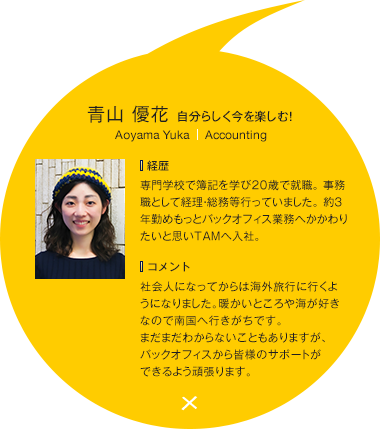 青山 優花 自分らしく今を楽しむ!
Aoyama Yuka | Accounting
経歴
専門学校で簿記を学び20歳で就職。事務
職として経理・総務等行っていました。約3
年勤めもっとバックオフィス業務へかかわり
たいと思いTAMへ入社。
コメント
社会人になってからは海外旅行に行くよ
うになりました。暖かいところや海が好き
なので南国へ行きがちです。
まだまだわからないこともありますが、
バックオフィスから皆様のサポートが
できるよう頑張ります。